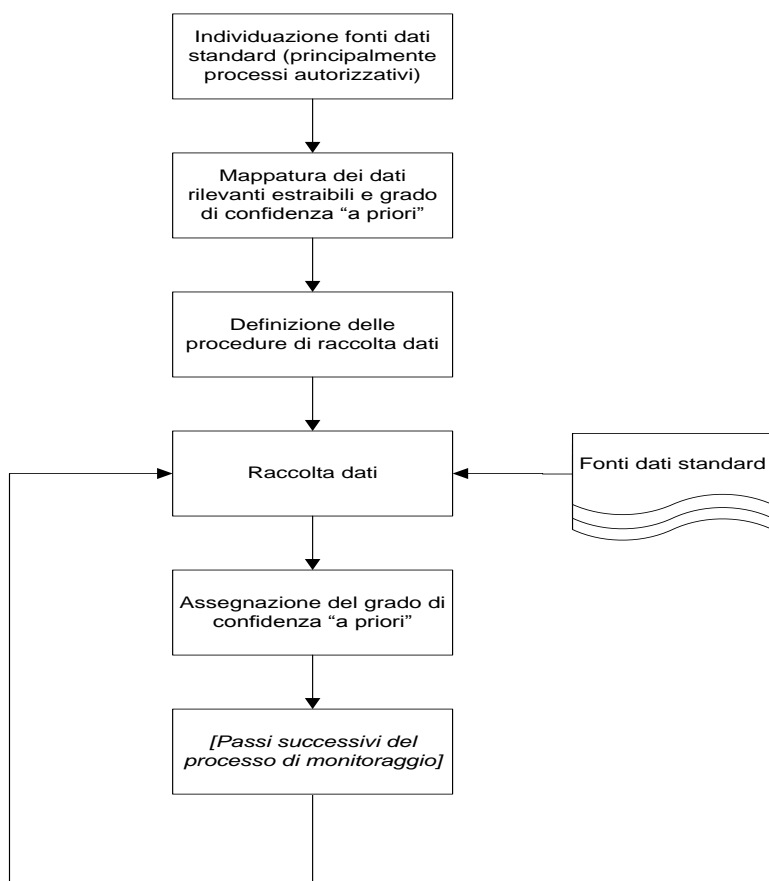 Individuazione fonti dati
standard (principalmente
processi autorizzativi)
Mappatura dei dati
rilevanti estraibili e grado
di confidenza “a priori”
Definizione delle
procedure di raccolta dati
Raccolta dati
Fonti dati standard
Assegnazione del grado di
confidenza “a priori”
[Passi successivi del
processo di monitoraggio]